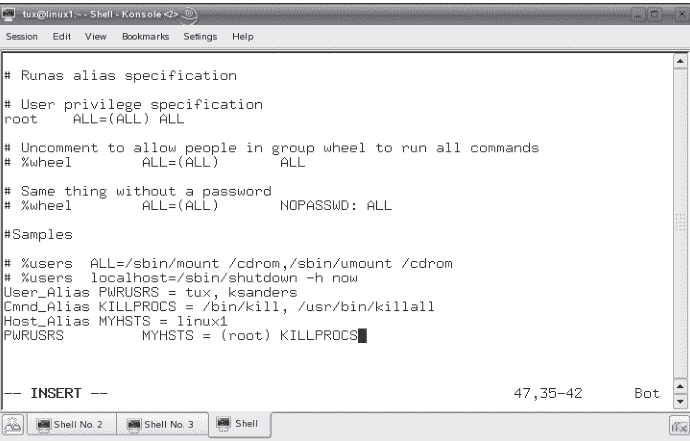 tux@linux1:~ - Shell - Konsole <2>
Session Edit View Bookmarks Settings Help
# Runas alias specification
# User privilege specification
root ALL=(ALL) ALL
# Uncomment to allow people in group wheel to run all commands
# %wheel ALL=(ALL) ALL
# Same thing without a password
# %wheel ALL=(ALL) NOPASSWD: ALL
#Samples
# %users ALL=/sbin/mount /cdrom,/sbin/umount /cdrom
# %users localhost=/sbin/shutdown -h now
User_Alias PWRUSRS = tux, ksanders
Cmnd_Alias KILLPROCS = /bin/kill, /usr/bin/killall
Host_Alias MYHSTS = linux1
PWRUSRS MYHSTS = (root) KILLPROCS
-- INSERT -- 47,35-42 Bot
Shell No. 2 Shell No. 3 Shell